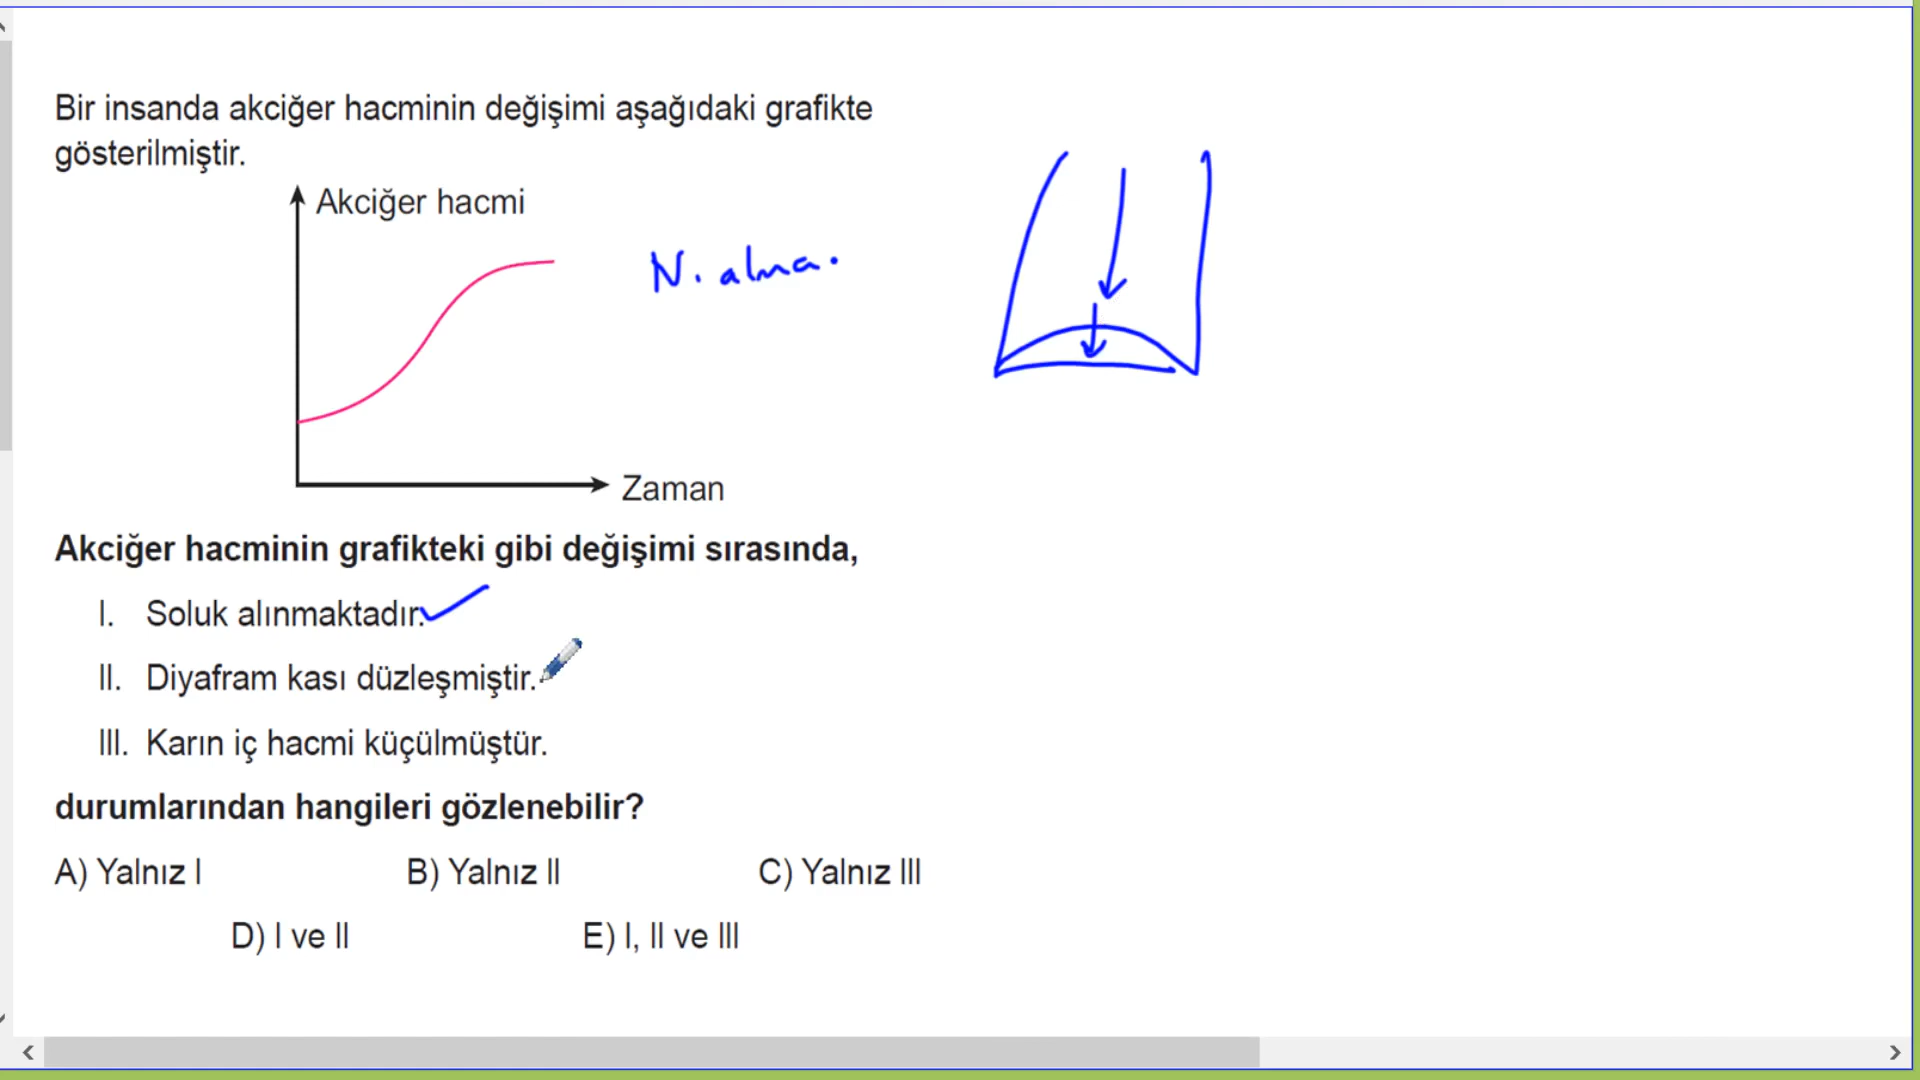 Bir insanda akciğer hacminin değişimi aşağıdaki grafikte
gösterilmiştir.
Akciğer hacmi
N. alma.
Zaman
Akciğer hacminin grafikteki gibi değişimi sırasında,
I. Soluk alınmaktadır.
II. Diyafram kası düzleşmiştir.
III. Karın iç hacmi küçülmüştür.
durumlarından hangileri gözlenebilir?
A) Yalnız I B) Yalnız II C) Yalnız III
D) I ve II E) I, II ve III